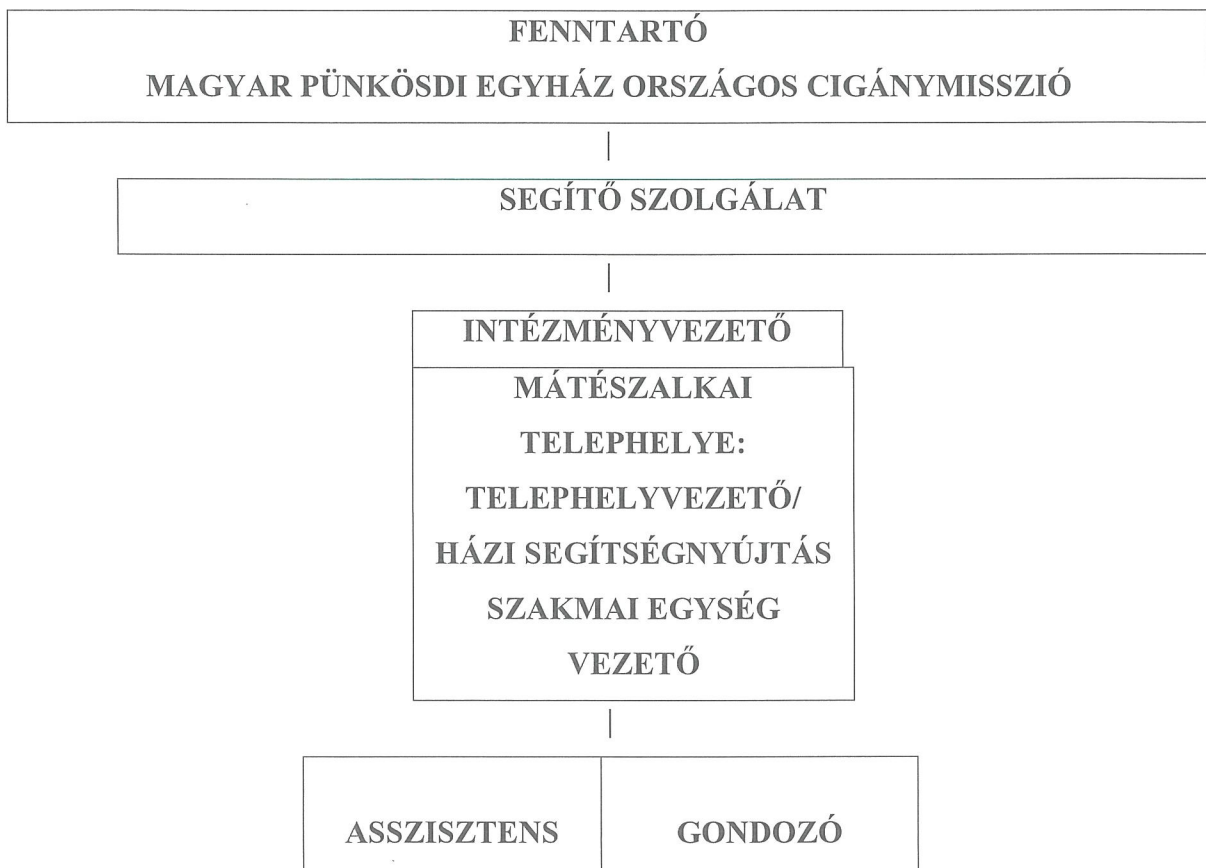 FENNTARTÓ
MAGYAR PÜNKÖSDI EGYHÁZ ORSZÁGOS CIGÁNYMISSZIÓ
SEGÍTŐ SZOLGÁLAT
INTÉZMÉNYVEZETŐ
MÁTÉSZALKAI
TELEPHELYE:
TELEPHELYVEZETŐ/
HÁZI SEGÍTSÉGNYÚJTÁS
SZAKMAI EGYSÉG
VEZETŐ
ASSZISZTENS GONDOZÓ